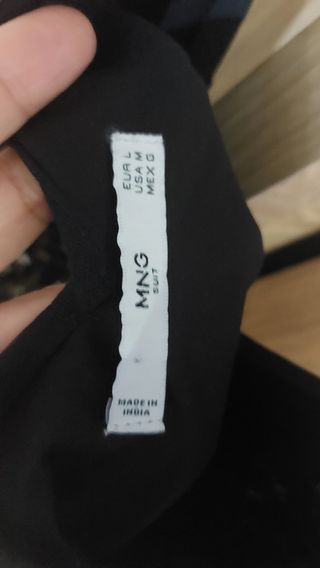 EUR L
USA M
MEX G
MNG
SUIT
MADE IN
INDIA